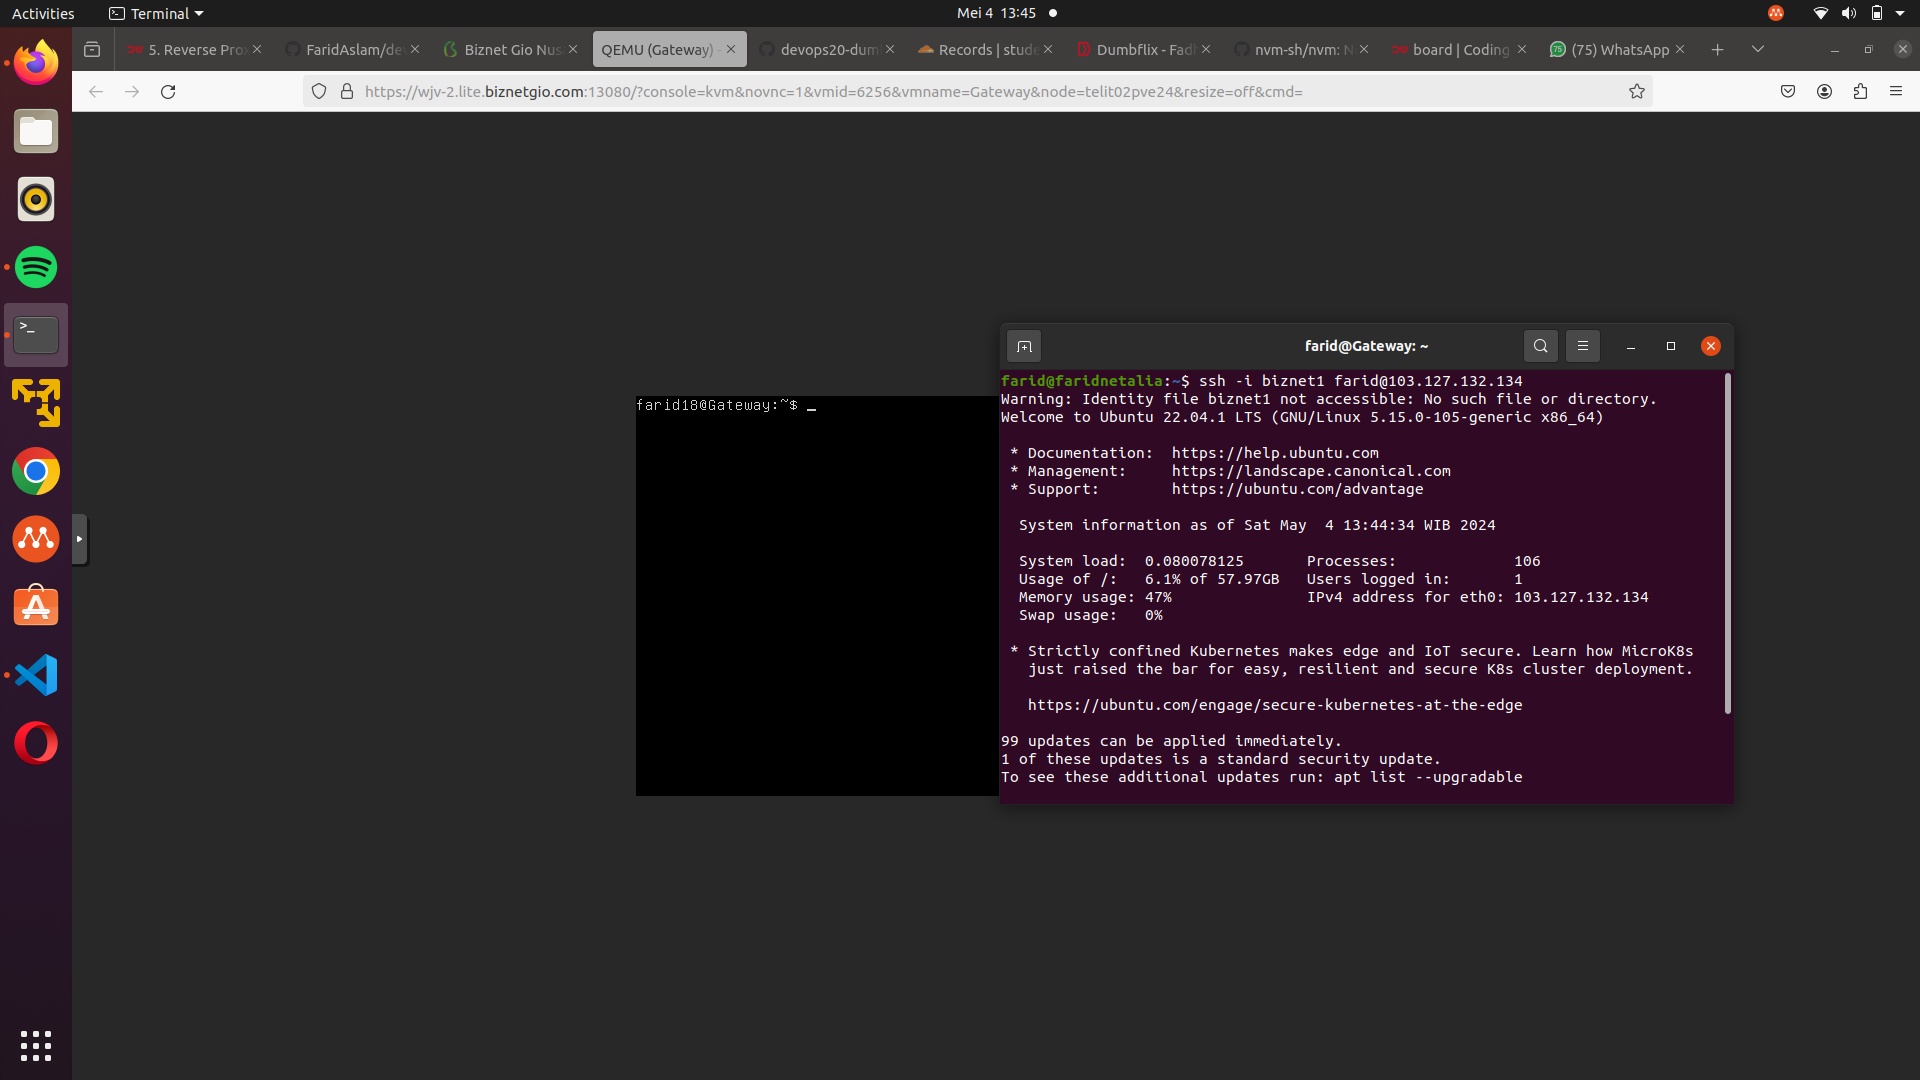 Activities Terminal Mei 4 13:45
5. Reverse Pro FaridAslam/de Biznet Gio Nus QEMU (Gateway) - devops20-dum Records | stude Dumbflix - Fadh nvm-sh/nvm: N board | Coding (75) WhatsApp
https://wjv-2.lite.biznetgio.com:13080/?console=kvm&novnc=1&vmid=6256&vmname=Gateway&node=telit02pve24&resize=off&cmd=
farid@Gateway: ~
farid18@Gateway:~$ _
farid@faridnetalia:~$ ssh -i biznet1 farid@103.127.132.134
Warning: Identity file biznet1 not accessible: No such file or directory.
Welcome to Ubuntu 22.04.1 LTS (GNU/Linux 5.15.0-105-generic x86_64)
* Documentation: https://help.ubuntu.com
* Management: https://landscape.canonical.com
* Support: https://ubuntu.com/advantage
System information as of Sat May 4 13:44:34 WIB 2024
System load: 0.080078125 Processes: 106
Usage of /: 6.1% of 57.97GB Users logged in: 1
Memory usage: 47% IPv4 address for eth0: 103.127.132.134
Swap usage: 0%
* Strictly confined Kubernetes makes edge and IoT secure. Learn how MicroK8s
just raised the bar for easy, resilient and secure K8s cluster deployment.
https://ubuntu.com/engage/secure-kubernetes-at-the-edge
99 updates can be applied immediately.
1 of these updates is a standard security update.
To see these additional updates run: apt list --upgradable